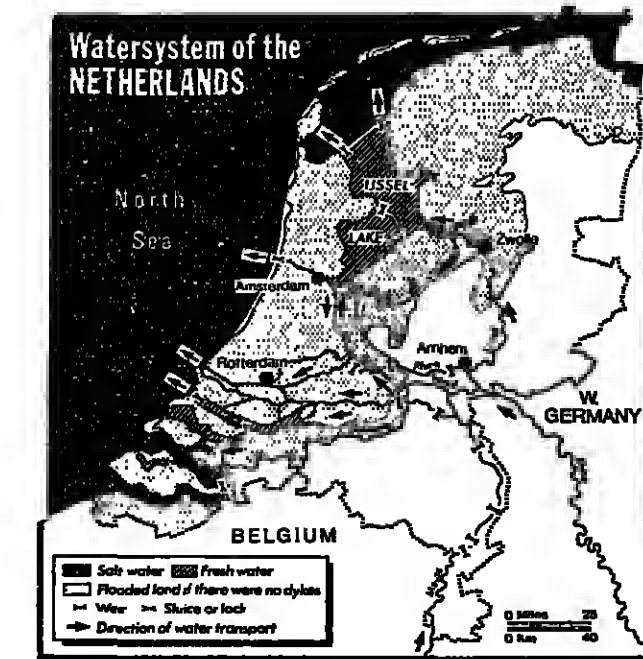 Watersystem of the
NETHERLANDS
North
Sea
IJSSEL
LAKE
Zwolle
Amsterdam
Rotterdam
Arnhem
W.
GERMANY
BELGIUM
Salt water Fresh water
Flooded land if there were no dykes
Weir Sluice or lock
Direction of water transport
0 Miles 25
0 Km 40